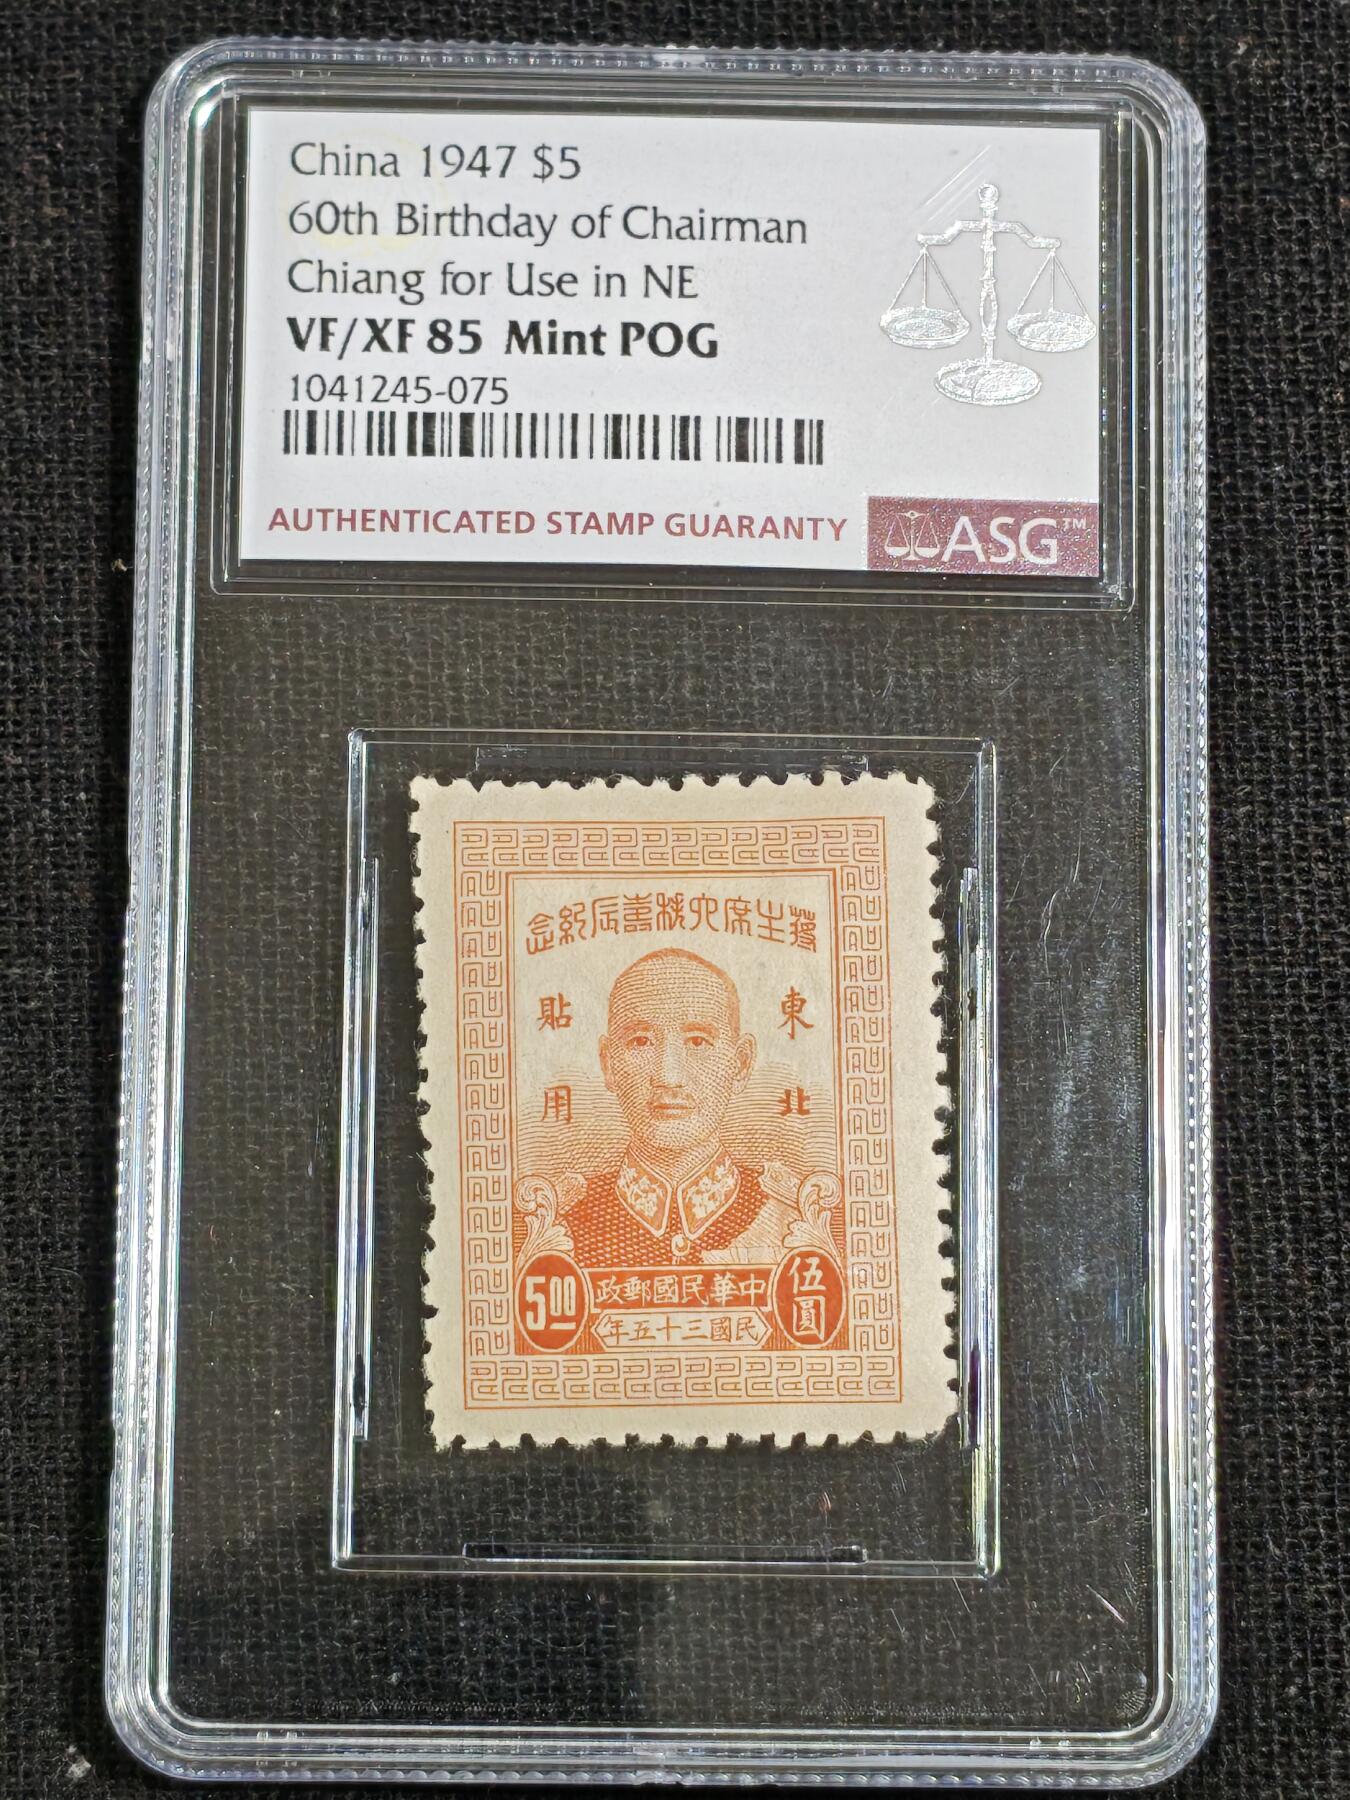 China 1947 $5
60th Birthday of Chairman
Chiang for Use in NE
VF/XF 85 Mint POG
1041245-075
AUTHENTICATED STAMP GUARANTY
ASG™
蔣主席六秩壽辰紀念
東北
貼用
5.00
中華民國郵政
民國三十五年
伍圓